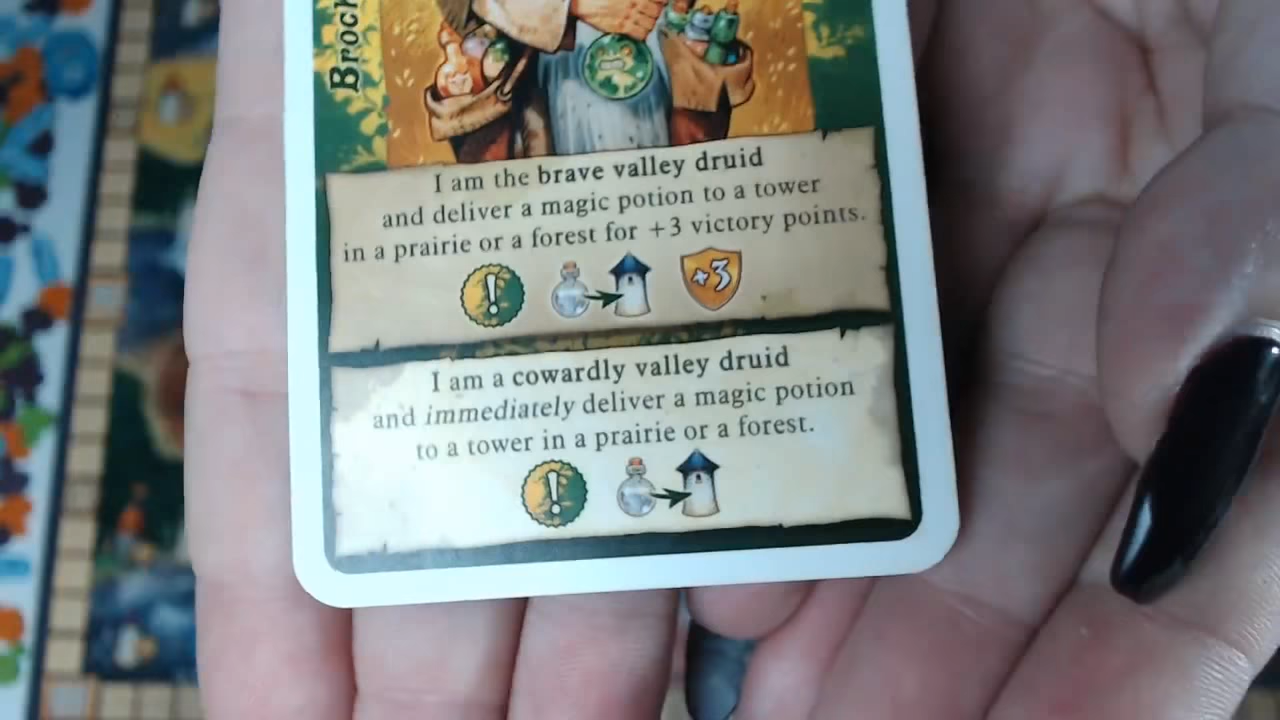 Broch
I am the brave valley druid
and deliver a magic potion to a tower
in a prairie or a forest for +3 victory points.
! +3
I am a cowardly valley druid
and immediately deliver a magic potion
to a tower in a prairie or a forest.
!